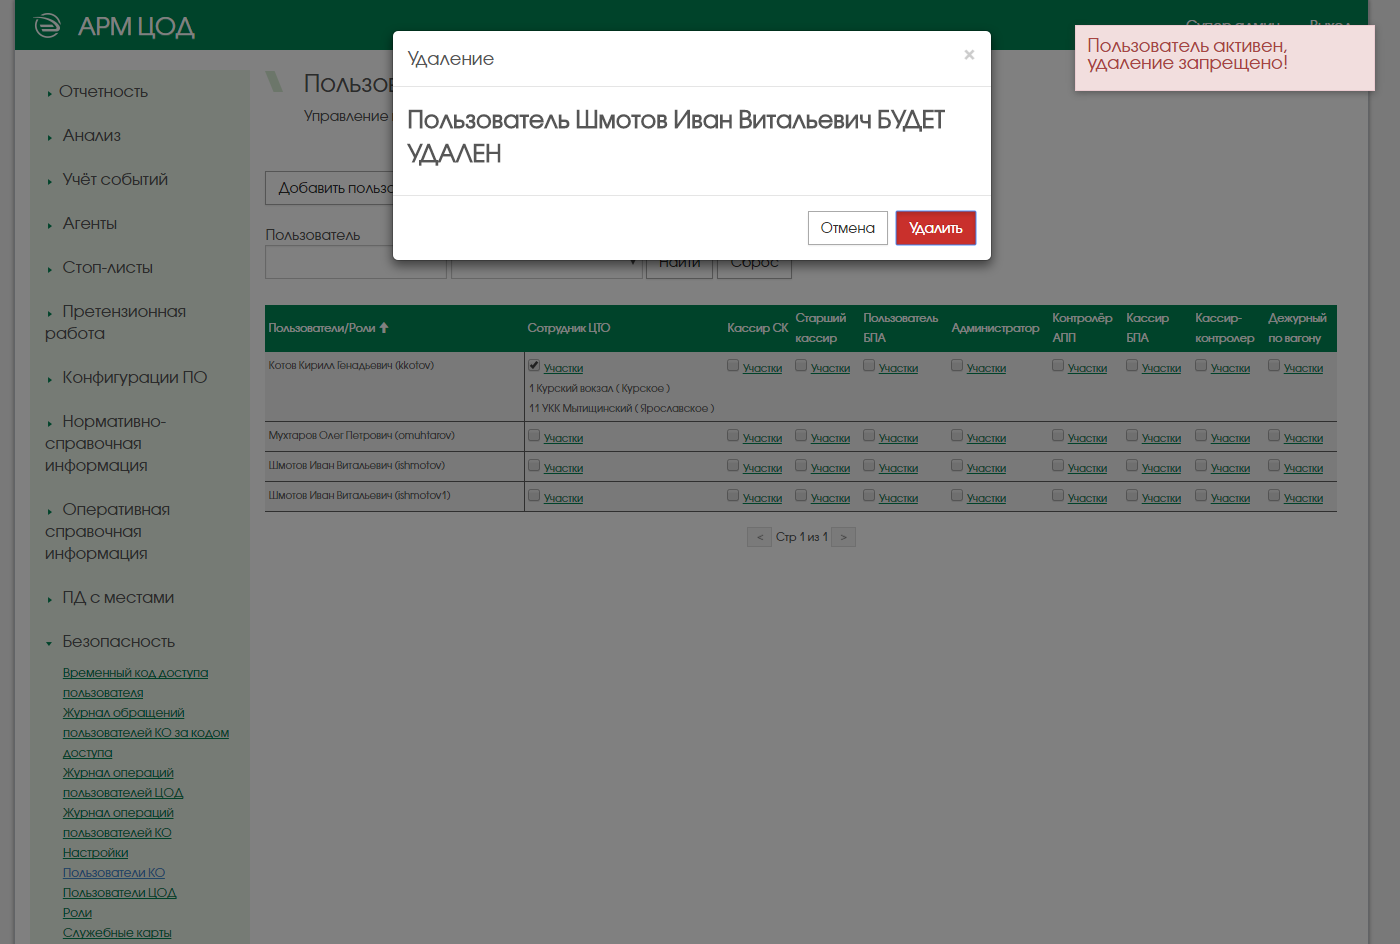 АРМ ЦОД
Супер админ Выход
Пользователь активен,
удаление запрещено!
Удаление
×
Пользователь Шмотов Иван Витальевич БУДЕТ
УДАЛЕН
Отмена Удалить
Отчетность
Анализ
Учёт событий
Агенты
Стоп-листы
Претензионная
работа
Конфигурации ПО
Нормативно-
справочная
информация
Оперативная
справочная
информация
ПД с местами
Безопасность
Временный код доступа
пользователя
Журнал обращений
пользователей КО за кодом
доступа
Журнал операций
пользователей ЦОД
Журнал операций
пользователей КО
Настройки
Пользователи КО
Пользователи ЦОД
Роли
Служебные карты
Управление
Пользователь
Найти Сброс
Пользователи/Роли Сотрудник ЦТО Кассир СК Старший кассир Пользователь БПА Администратор Контролёр АПП Кассир БПА Кассир-контролер Дежурный по вагону
Котов Кирилл Генадьевич (kkotov) Участки Участки Участки Участки Участки Участки Участки Участки Участки
1 Курский вокзал ( Курское )
11 УКК Мытищинский ( Ярославское )
Мухтаров Олег Петрович (omuhtarov) Участки Участки Участки Участки Участки Участки Участки Участки Участки
Шмотов Иван Витальевич (ishmotov) Участки Участки Участки Участки Участки Участки Участки Участки Участки
Шмотов Иван Витальевич (ishmotov1) Участки Участки Участки Участки Участки Участки Участки Участки Участки
< Стр 1 из 1 >